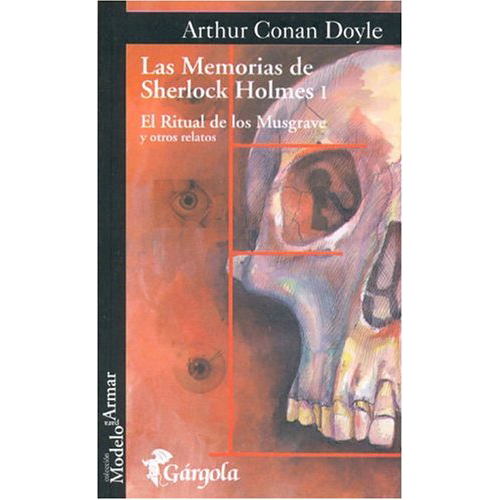 Arthur Conan Doyle
Las Memorias de
Sherlock Holmes I
El Ritual de los Musgrave
y otros relatos
colección
Modelo para Armar
Gárgola